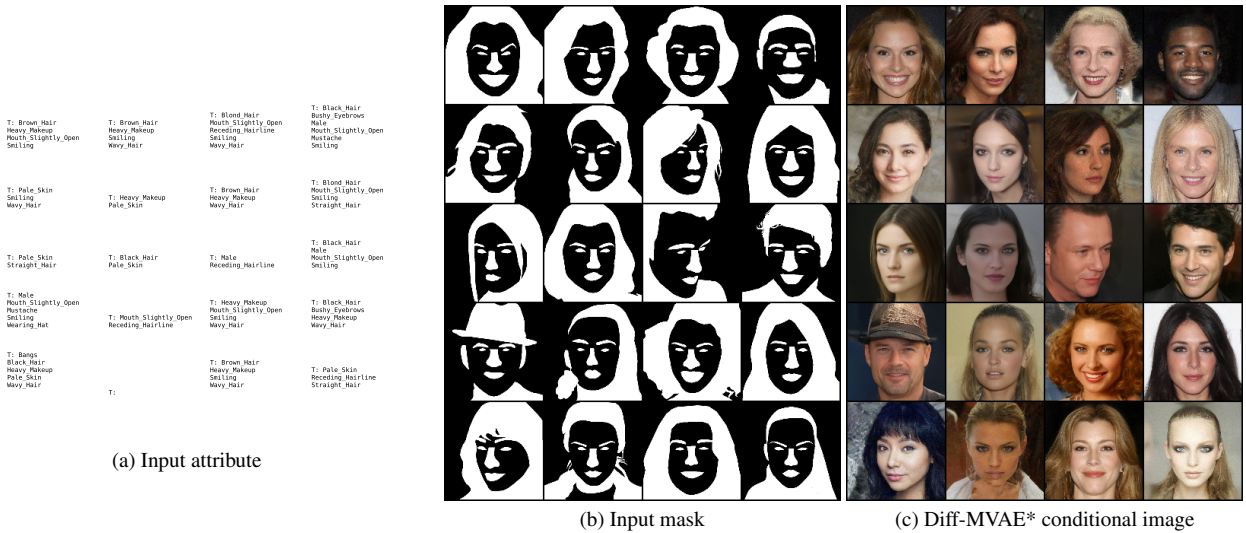 T: Brown_Hair
Heavy_Makeup
Mouth_Slightly_Open
Smiling
T: Brown_Hair
Heavy_Makeup
Smiling
Wavy_Hair
T: Blond_Hair
Mouth_Slightly_Open
Receding_Hairline
Smiling
Wavy_Hair
T: Black_Hair
Bushy_Eyebrows
Male
Mouth_Slightly_Open
Mustache
Smiling
T: Pale_Skin
Smiling
Wavy_Hair
T: Heavy_Makeup
Pale_Skin
T: Brown_Hair
Heavy_Makeup
Wavy_Hair
T: Blond_Hair
Mouth_Slightly_Open
Smiling
Straight_Hair
T: Pale_Skin
Straight_Hair
T: Black_Hair
Pale_Skin
T: Male
Receding_Hairline
T: Black_Hair
Male
Mouth_Slightly_Open
Smiling
T: Male
Mouth_Slightly_Open
Mustache
Smiling
Wearing_Hat
T: Mouth_Slightly_Open
Receding_Hairline
T: Heavy_Makeup
Mouth_Slightly_Open
Smiling
Wavy_Hair
T: Black_Hair
Bushy_Eyebrows
Heavy_Makeup
Wavy_Hair
T: Bangs
Black_Hair
Heavy_Makeup
Pale_Skin
Wavy_Hair
T:
T: Brown_Hair
Heavy_Makeup
Smiling
Wavy_Hair
T: Pale_Skin
Receding_Hairline
Straight_Hair
(a) Input attribute
(b) Input mask
(c) Diff-MVAE* conditional image